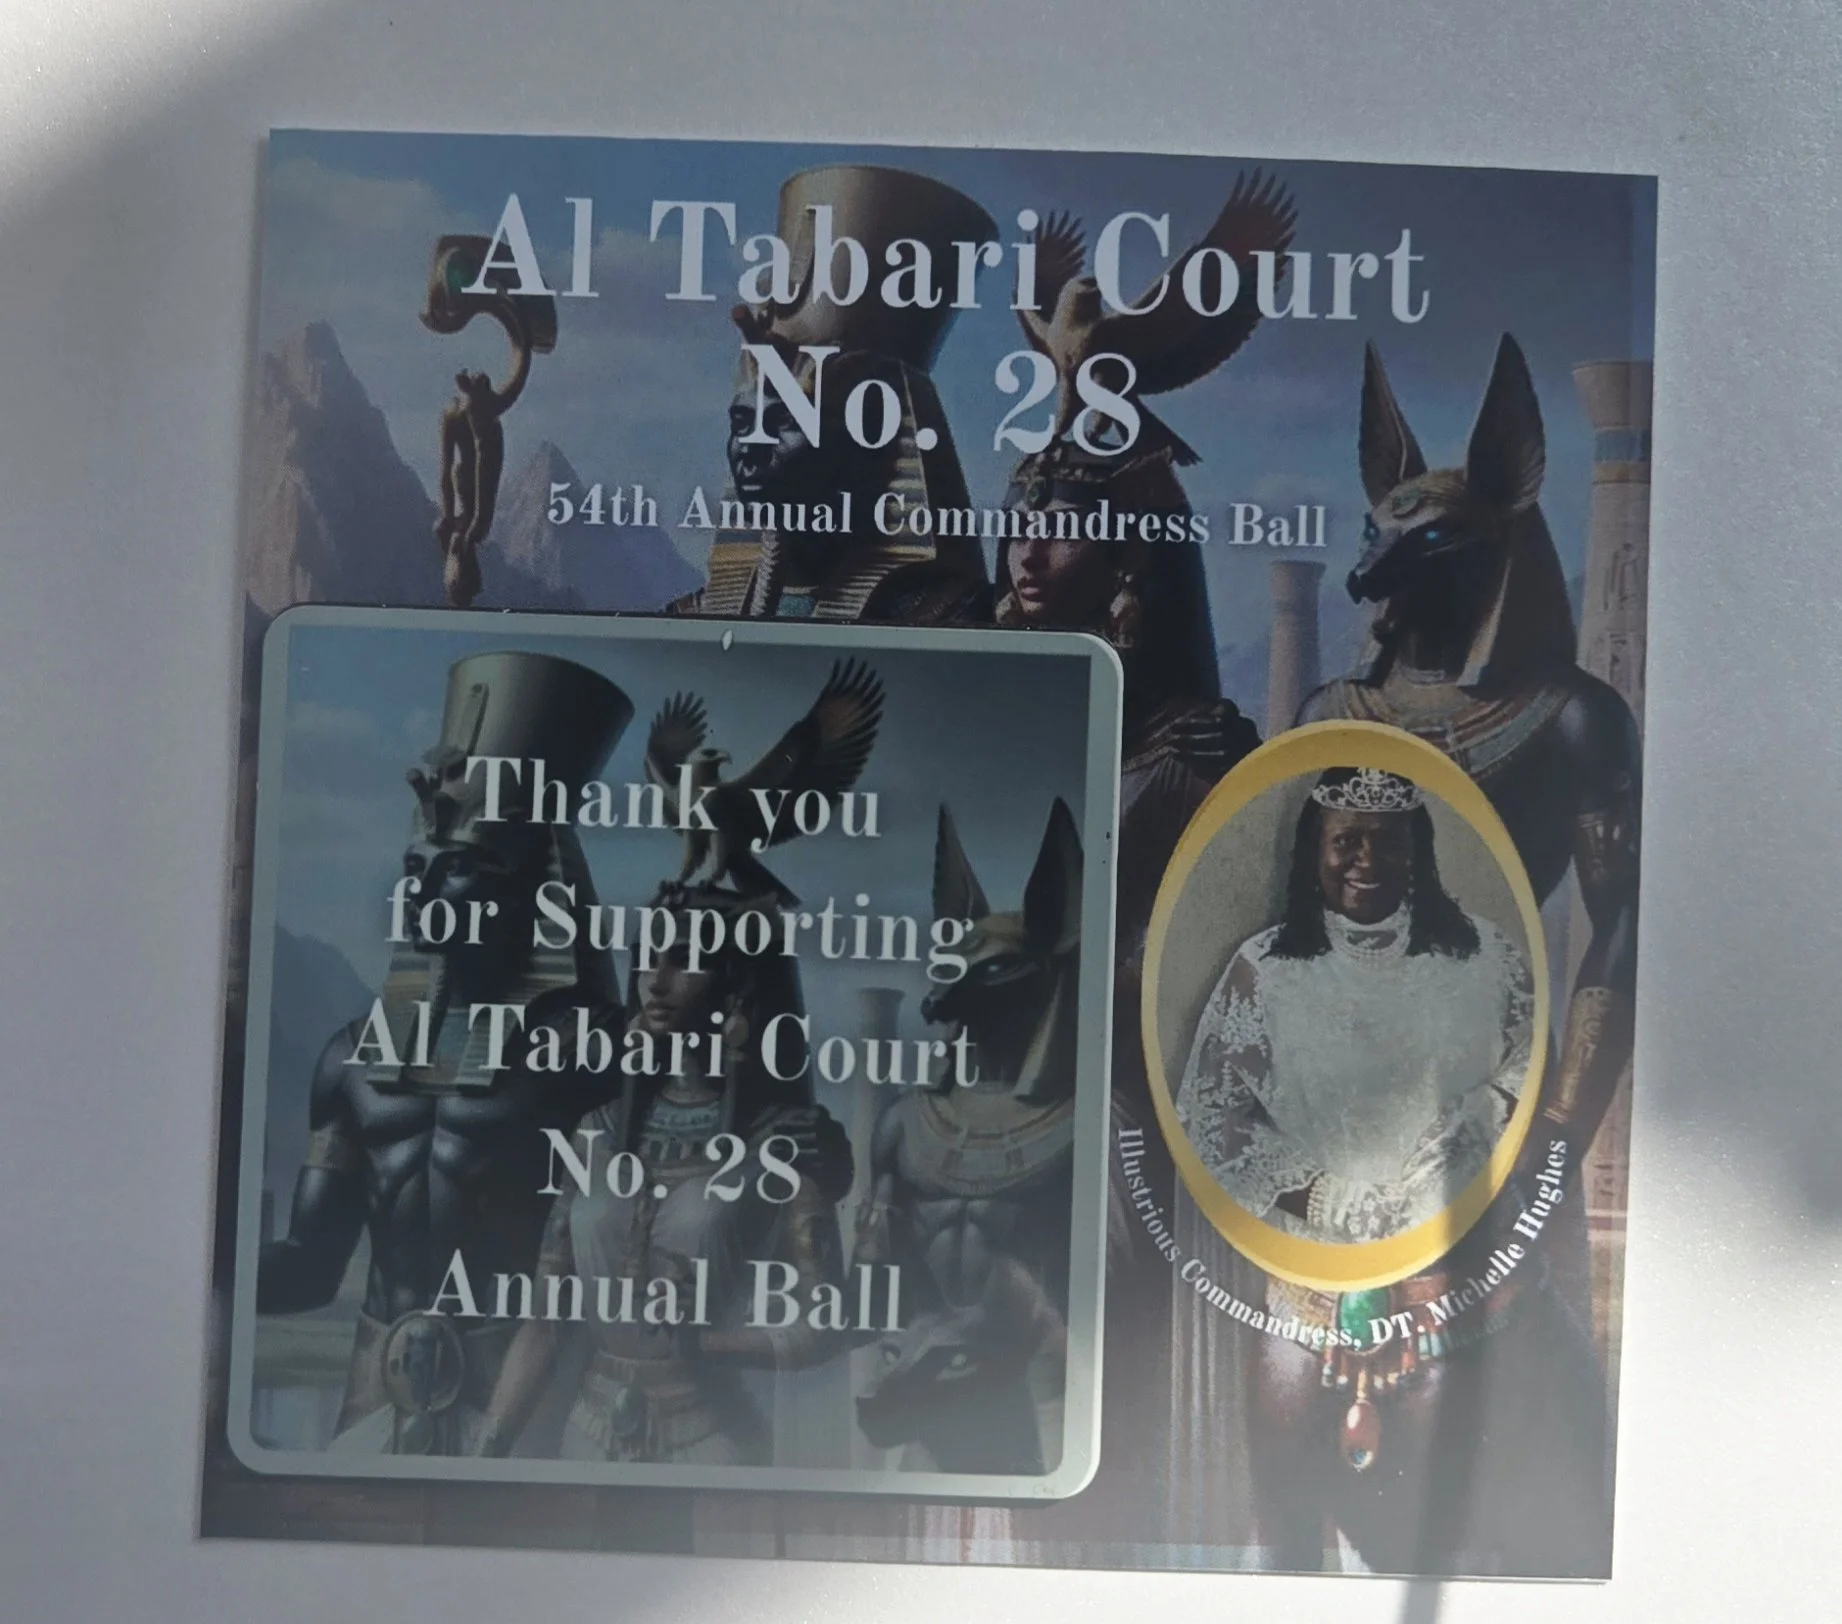 Al Tabari Court
No. 28
54th Annual Commandress Ball
Thank you
for Supporting
Al Tabari Court
No. 28
Annual Ball
Illustrious Commandress, DT. Michelle Hughes